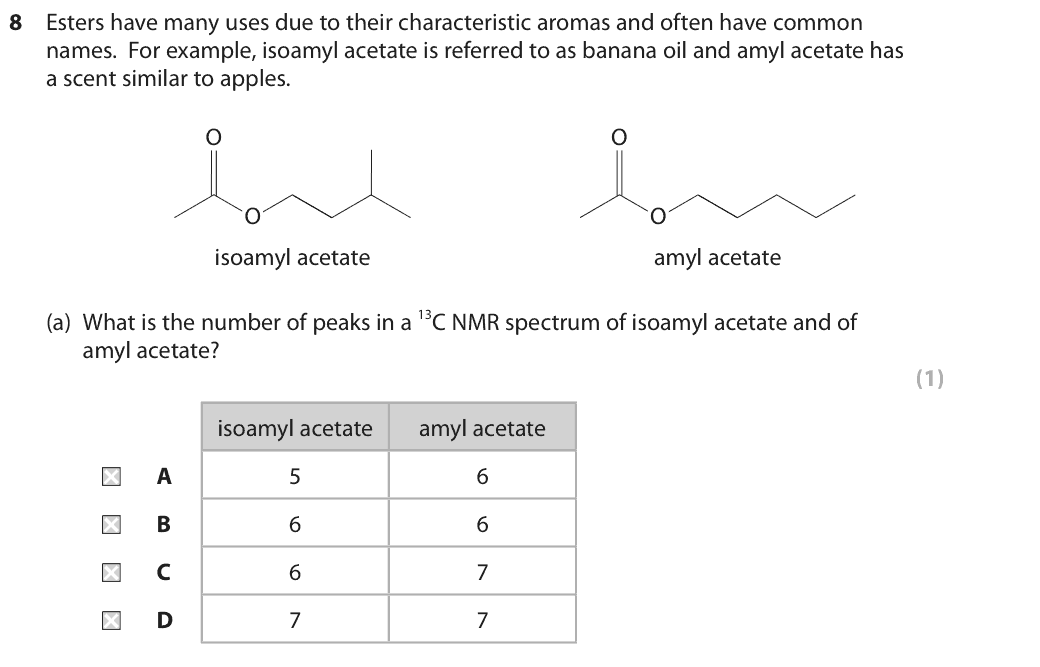 8 Esters have many uses due to their characteristic aromas and often have common
names. For example, isoamyl acetate is referred to as banana oil and amyl acetate has
a scent similar to apples.
O O
O O
isoamyl acetate amyl acetate
(a) What is the number of peaks in a ¹³C NMR spectrum of isoamyl acetate and of
amyl acetate?
(1)
isoamyl acetate amyl acetate
A 5 6
B 6 6
C 6 7
D 7 7